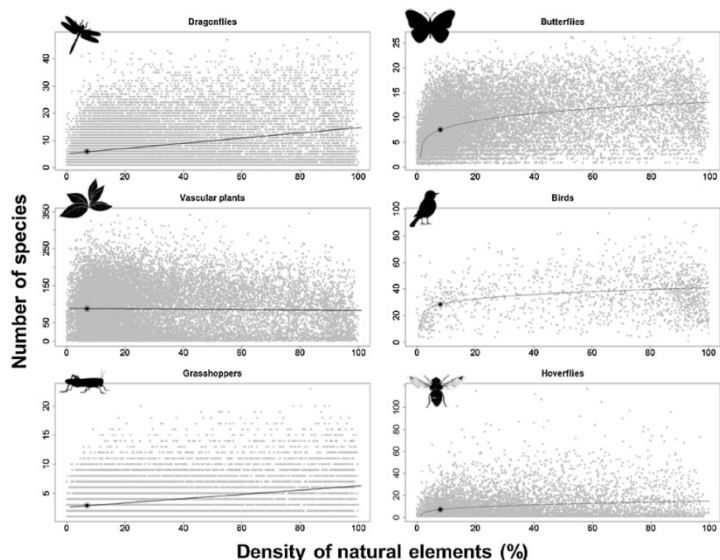 Dragonflies
40
30
20
10
0
0 20 40 60 80 100
Butterflies
25
20
15
10
5
0
0 20 40 60 80 100
Vascular plants
350
250
150
50
0
0 20 40 60 80 100
Birds
100
80
60
40
20
0
0 20 40 60 80 100
Grasshoppers
20
15
10
5
0 20 40 60 80 100
Hoverflies
100
80
60
40
20
0
0 20 40 60 80 100
Number of species
Density of natural elements (%)